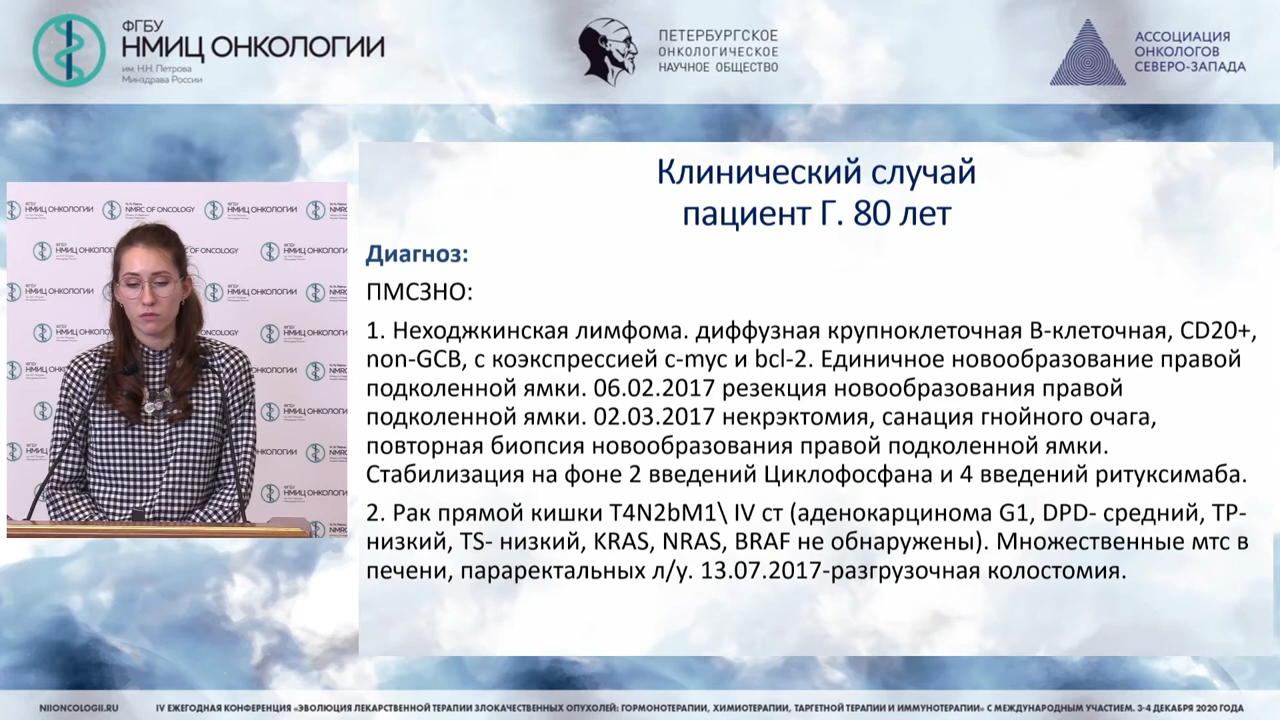 ФГБУ
НМИЦ ОНКОЛОГИИ
им. Н.Н. Петрова
Минздрава России
ПЕТЕРБУРГСКОЕ
ОНКОЛОГИЧЕСКОЕ
НАУЧНОЕ ОБЩЕСТВО
АССОЦИАЦИЯ
ОНКОЛОГОВ
СЕВЕРО-ЗАПАДА
NMRC OF ONCOLOGY
НМИЦ ОНКОЛОГИИ
Клинический случай
пациент Г. 80 лет
Диагноз:
ПМСЗНО:
1. Неходжкинская лимфома. диффузная крупноклеточная В-клеточная, CD20+,
non-GCB, с коэкспрессией c-myc и bcl-2. Единичное новообразование правой
подколенной ямки. 06.02.2017 резекция новообразования правой
подколенной ямки. 02.03.2017 некрэктомия, санация гнойного очага,
повторная биопсия новообразования правой подколенной ямки.
Стабилизация на фоне 2 введений Циклофосфана и 4 введений ритуксимаба.
2. Рак прямой кишки T4N2bM1\ IV ст (аденокарцинома G1, DPD- средний, TP-
низкий, TS- низкий, KRAS, NRAS, BRAF не обнаружены). Множественные мтс в
печени, параректальных л/у. 13.07.2017-разгрузочная колостомия.
NIIONCOLOGII.RU
IV ЕЖЕГОДНАЯ КОНФЕРЕНЦИЯ «ЭВОЛЮЦИЯ ЛЕКАРСТВЕННОЙ ТЕРАПИИ ЗЛОКАЧЕСТВЕННЫХ ОПУХОЛЕЙ: ГОРМОНОТЕРАПИИ, ХИМИОТЕРАПИИ, ТАРГЕТНОЙ ТЕРАПИИ И ИММУНОТЕРАПИИ» С МЕЖДУНАРОДНЫМ УЧАСТИЕМ. 3-4 ДЕКАБРЯ 2020 ГОДА